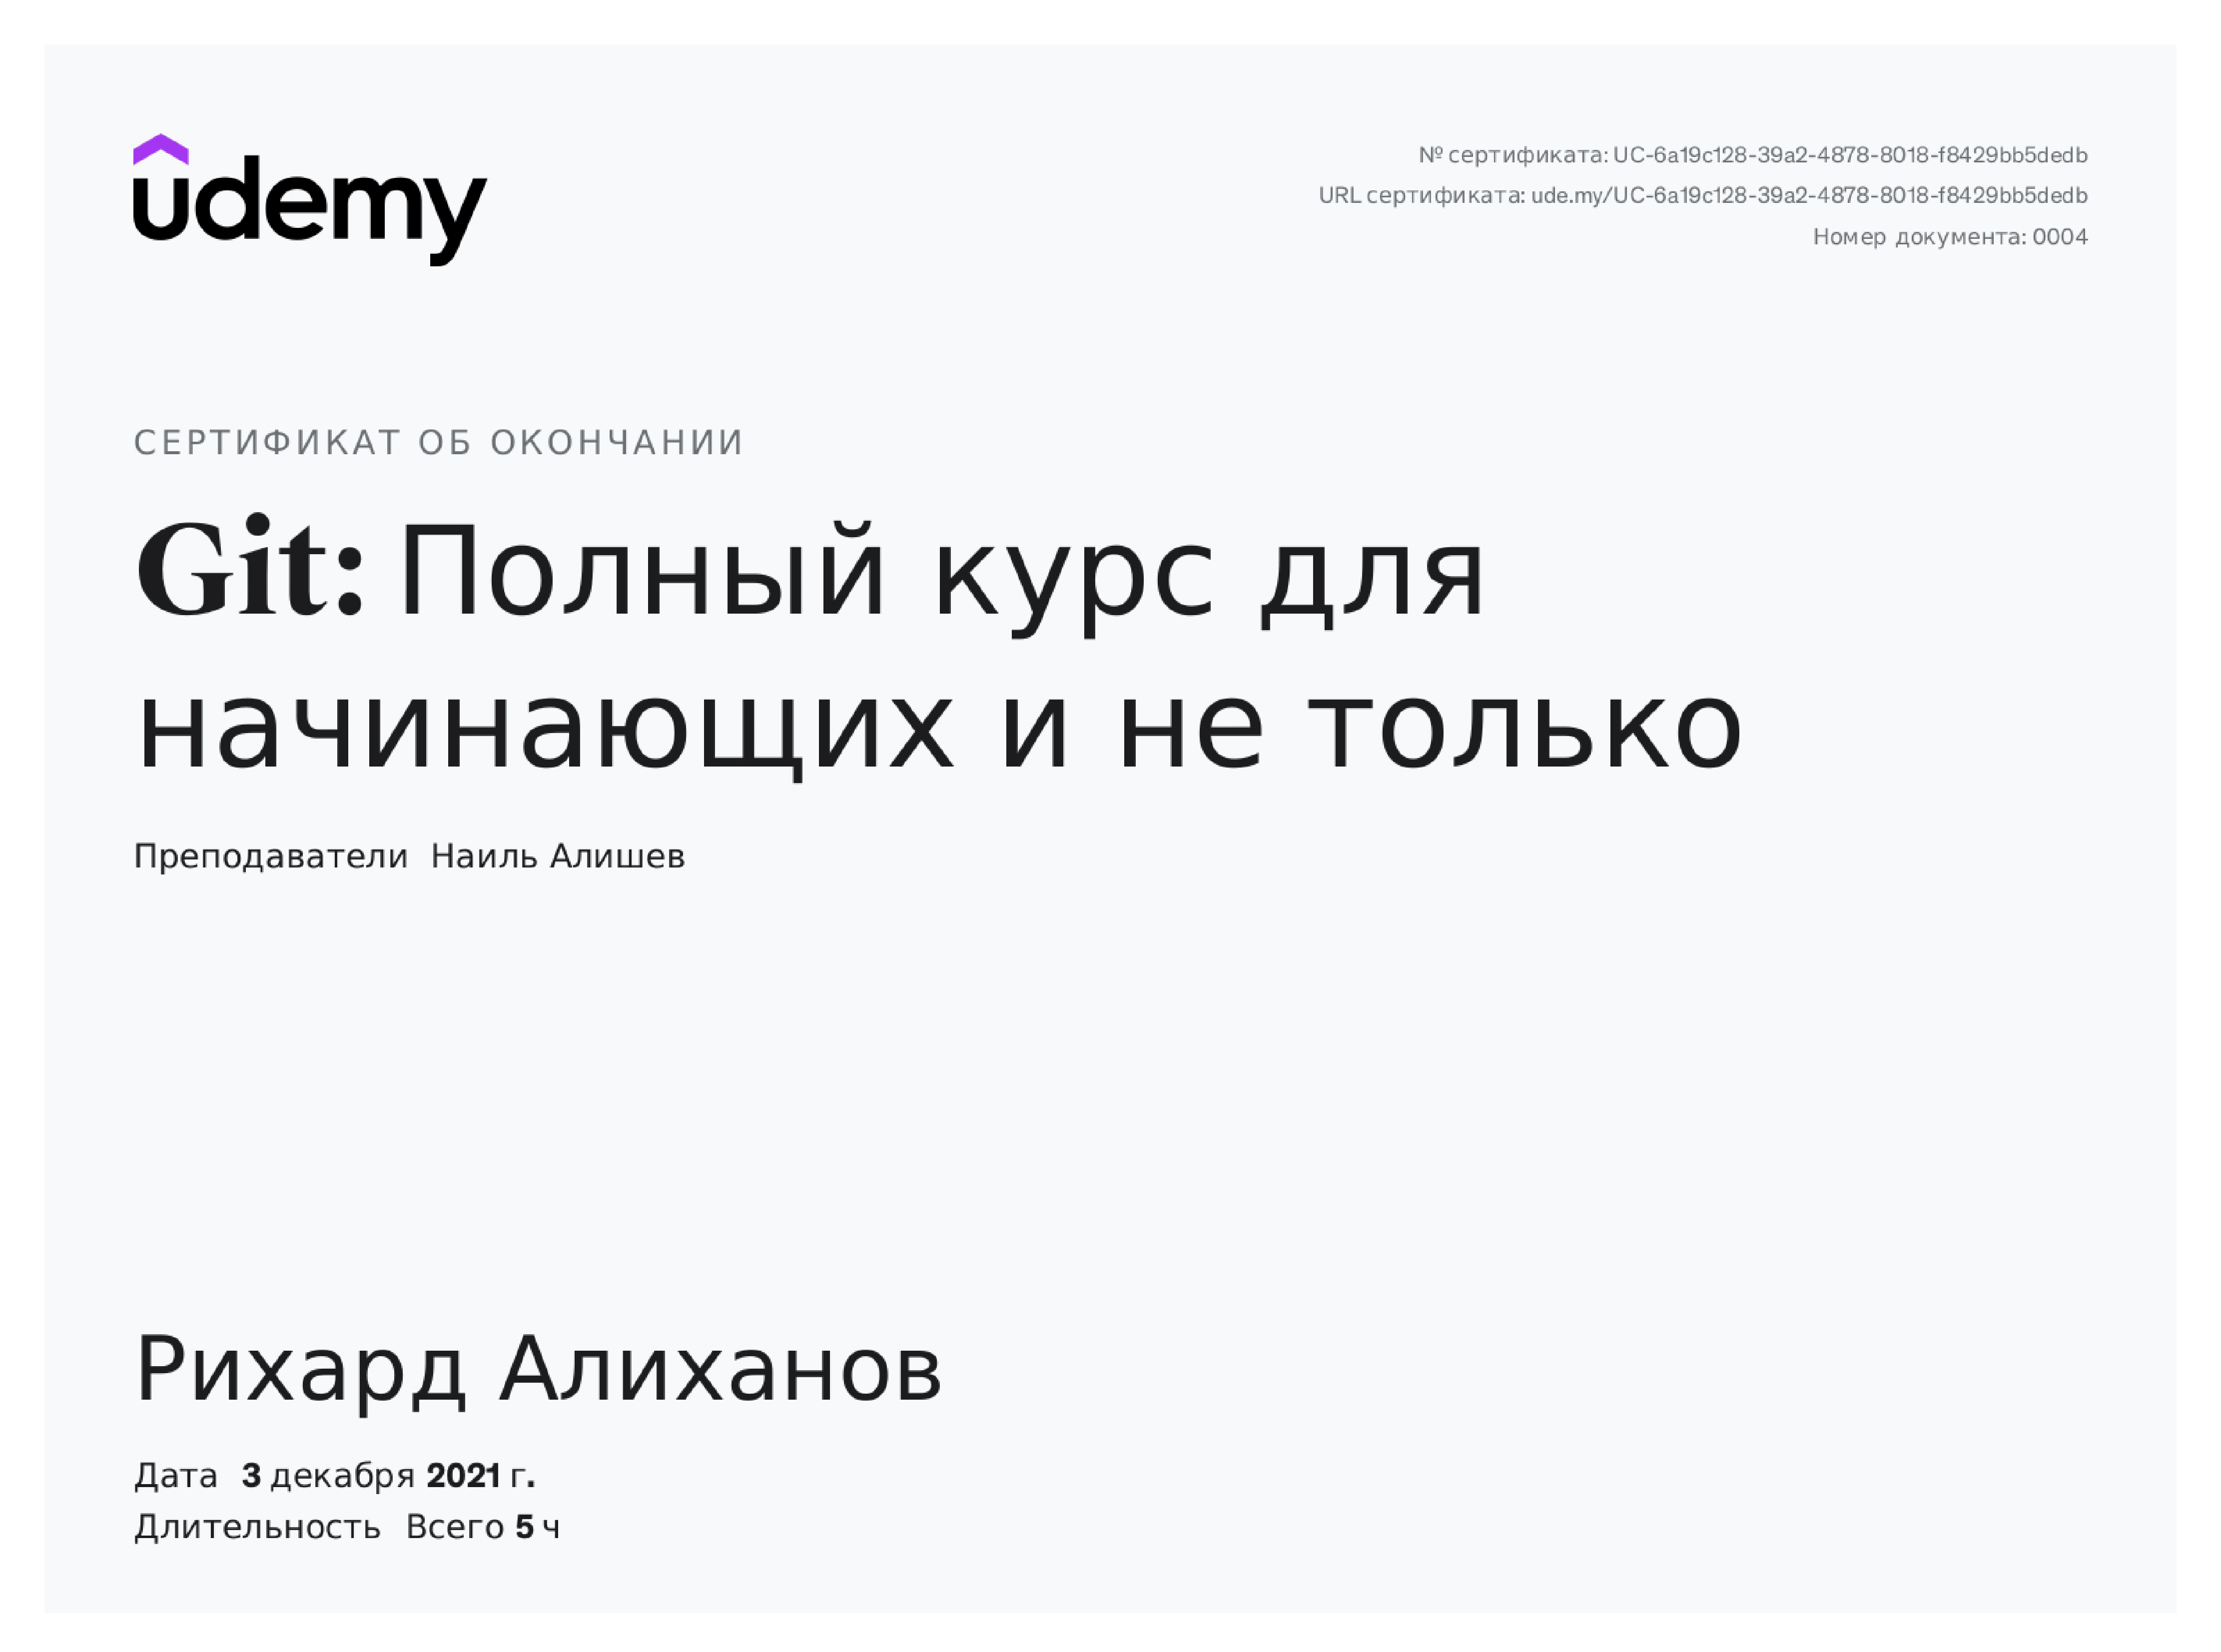 udemy
№ сертификата: UC-6a19c128-39a2-4878-8018-f8429bb5dedb
URL сертификата: ude.my/UC-6a19c128-39a2-4878-8018-f8429bb5dedb
Номер документа: 0004
СЕРТИФИКАТ ОБ ОКОНЧАНИИ
Git: Полный курс для
начинающих и не только
Преподаватели Наиль Алишев
Рихард Алиханов
Дата 3 декабря 2021 г.
Длительность Всего 5 ч